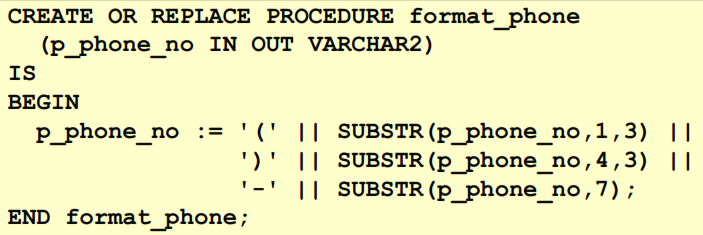 CREATE OR REPLACE PROCEDURE format_phone
(p_phone_no IN OUT VARCHAR2)
IS
BEGIN
p_phone_no := '(' || SUBSTR(p_phone_no,1,3) ||
')' || SUBSTR(p_phone_no,4,3) ||
'-' || SUBSTR(p_phone_no,7);
END format_phone;